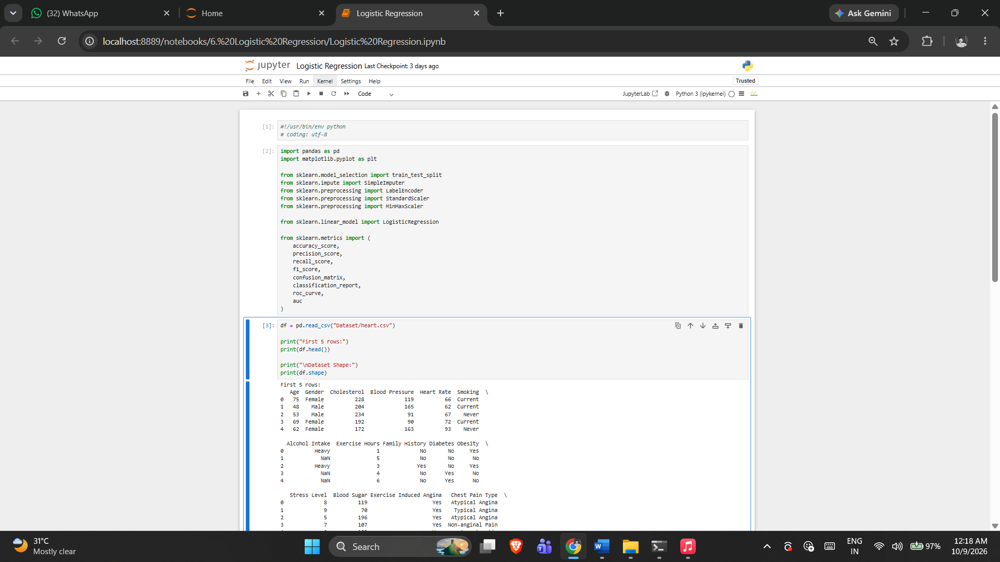 (32) WhatsApp
Home
Logistic Regression
Ask Gemini
localhost:8889/notebooks/6.%20Logistic%20Regression/Logistic%20Regression.ipynb
jupyter Logistic Regression Last Checkpoint: 3 days ago
File Edit View Run Kernel Settings Help
Trusted
Code
JupyterLab
Python 3 (ipykernel)
[1]: #!/usr/bin/env python
# coding: utf-8
[2]: import pandas as pd
import matplotlib.pyplot as plt
from sklearn.model_selection import train_test_split
from sklearn.impute import SimpleImputer
from sklearn.preprocessing import LabelEncoder
from sklearn.preprocessing import StandardScaler
from sklearn.preprocessing import MinMaxScaler
from sklearn.linear_model import LogisticRegression
from sklearn.metrics import (
    accuracy_score,
    precision_score,
    recall_score,
    f1_score,
    confusion_matrix,
    classification_report,
    roc_curve,
    auc
)
[3]: df = pd.read_csv("Dataset/heart.csv")
print("First 5 rows:")
print(df.head())
print("\nDataset Shape:")
print(df.shape)
First 5 rows:
   Age  Gender  Cholesterol  Blood Pressure  Heart Rate  Smoking  \
0   75  Female          228             119          66  Current
1   48    Male          204             165          62  Current
2   53    Male          234              91          67    Never
3   69  Female          192              90          72  Current
4   62  Female          172             163          93    Never
  Alcohol Intake  Exercise Hours Family History Diabetes Obesity  \
0          Heavy               1             No       No     Yes
1            NaN               5             No       No      No
2          Heavy               3            Yes       No     Yes
3            NaN               4             No      Yes      No
4            NaN               6             No      Yes      No
   Stress Level  Blood Sugar Exercise Induced Angina   Chest Pain Type  \
0             8          119                     Yes   Atypical Angina
1             9           70                     Yes    Typical Angina
2             5          196                     Yes   Atypical Angina
3             7          107                     Yes  Non-anginal Pain
31°C
Mostly clear
Search
ENG
IN
97%
12:18 AM
10/9/2026